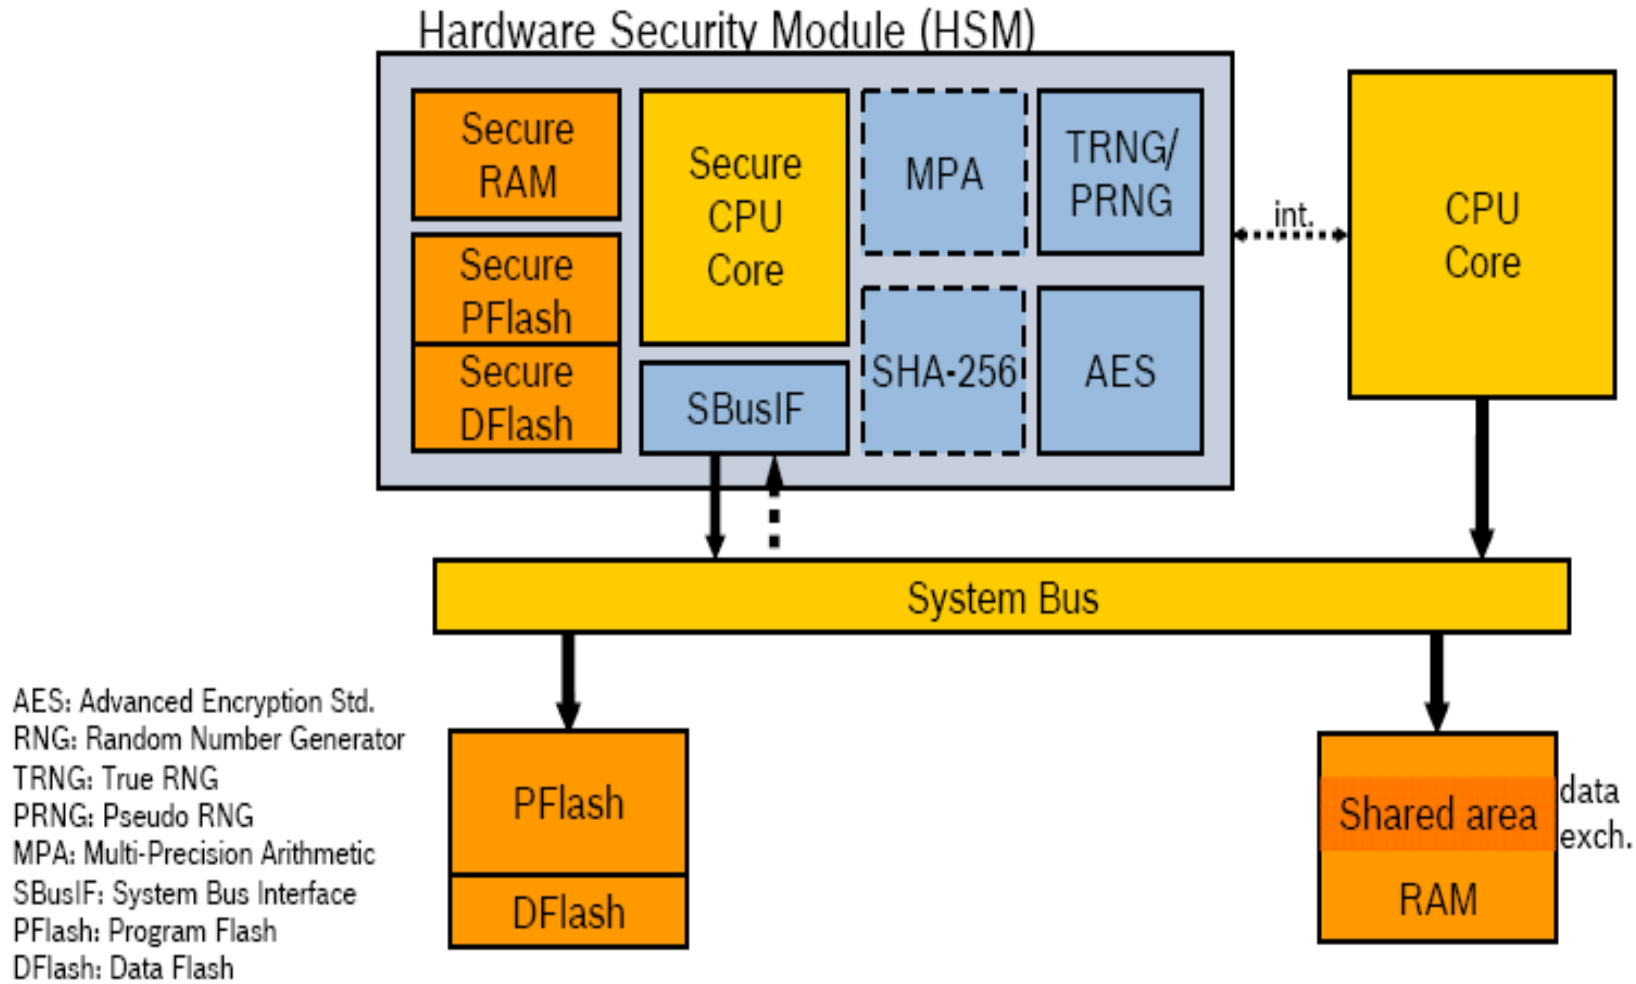 Hardware Security Module (HSM)
Secure
RAM
Secure
PFlash
Secure
DFlash
Secure
CPU
Core
SBusIF
MPA
SHA-256
TRNG/
PRNG
AES
int.
CPU
Core
System Bus
AES: Advanced Encryption Std.
RNG: Random Number Generator
TRNG: True RNG
PRNG: Pseudo RNG
MPA: Multi-Precision Arithmetic
SBusIF: System Bus Interface
PFlash: Program Flash
DFlash: Data Flash
PFlash
DFlash
Shared area
RAM
data
exch.